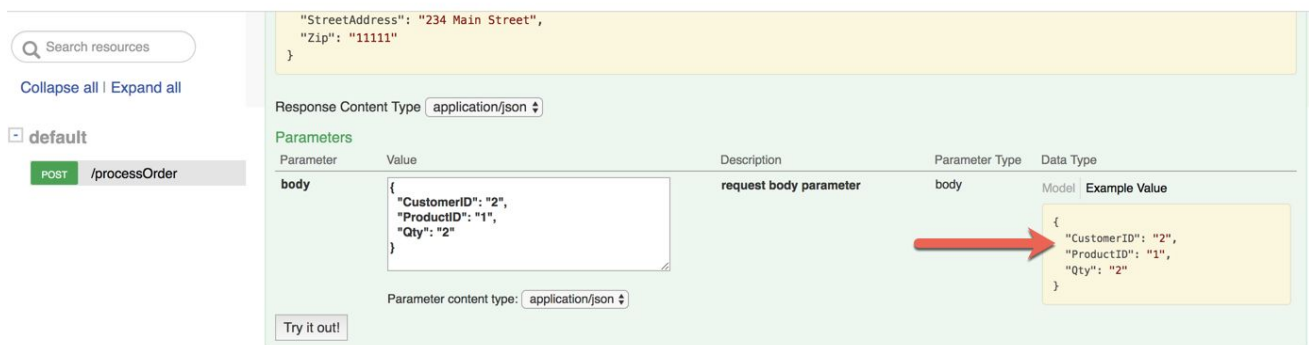 "StreetAddress": "234 Main Street",
"Zip": "11111"
}
Search resources
Collapse all | Expand all
default
POST /processOrder
Response Content Type application/json
Parameters
Parameter Value Description Parameter Type Data Type
body
{
"CustomerID": "2",
"ProductID": "1",
"Qty": "2"
}
request body parameter
body
Model Example Value
{
"CustomerID": "2",
"ProductID": "1",
"Qty": "2"
}
Parameter content type: application/json
Try it out!